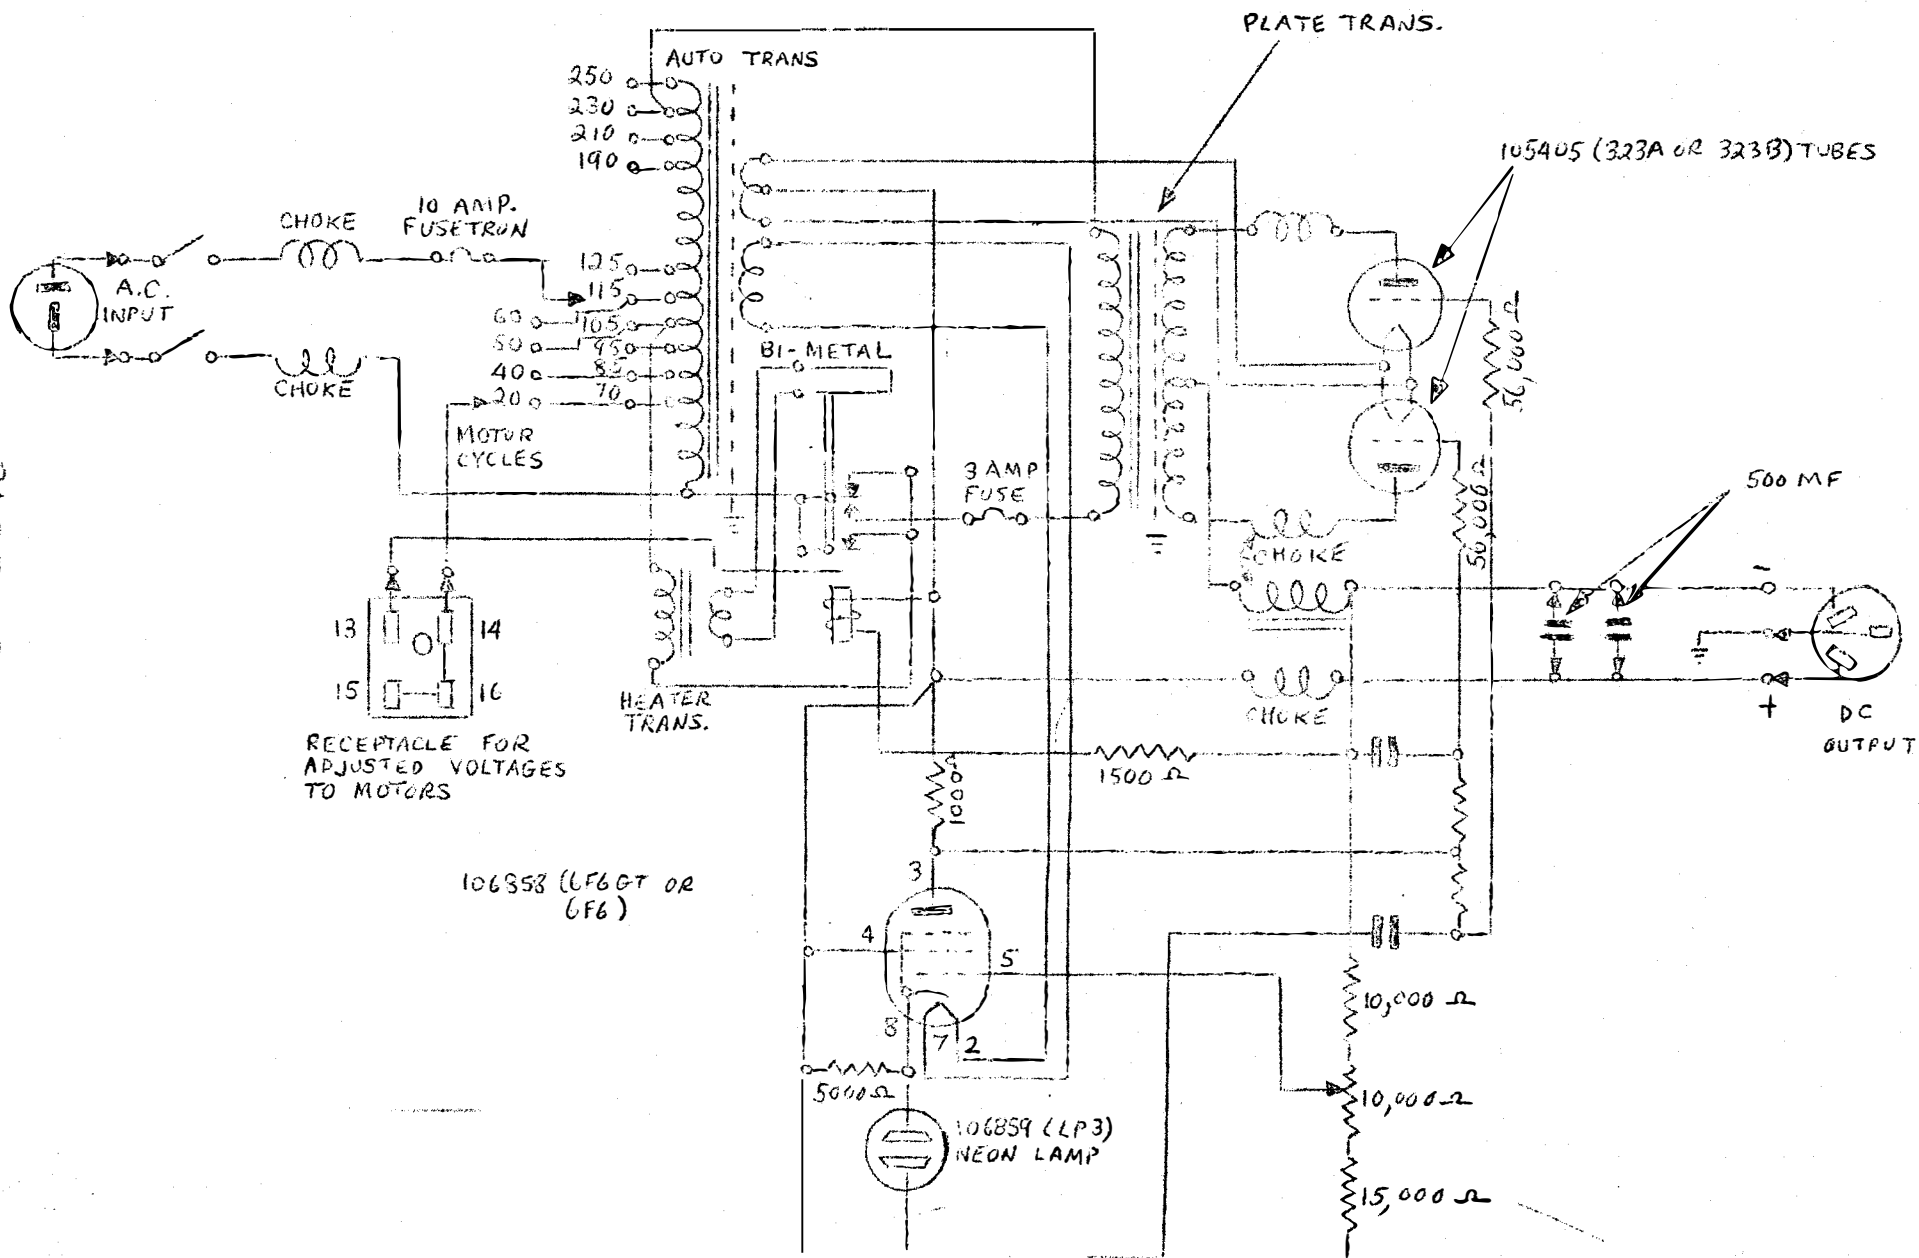 PLATE TRANS.
AUTO TRANS
250
230
210
190
105405 (323A OR 323B) TUBES
10 AMP.
FUSETRON
CHOKE
A.C.
INPUT
CHOKE
125
115
60
105
50
95
40
85
20
70
MOTOR
CYCLES
BI-METAL
3 AMP
FUSE
56,000 Ω
50,000 Ω
500 MF
CHOKE
CHOKE
-
+
DC
OUTPUT
13
14
15
16
RECEPTACLE FOR
ADJUSTED VOLTAGES
TO MOTORS
HEATER
TRANS.
1500 Ω
1000 Ω
106858 (6F6GT OR
6F6)
3
4
5
8
7
2
5000 Ω
10,000 Ω
10,000 Ω
15,000 Ω
106859 (LP3)
NEON LAMP